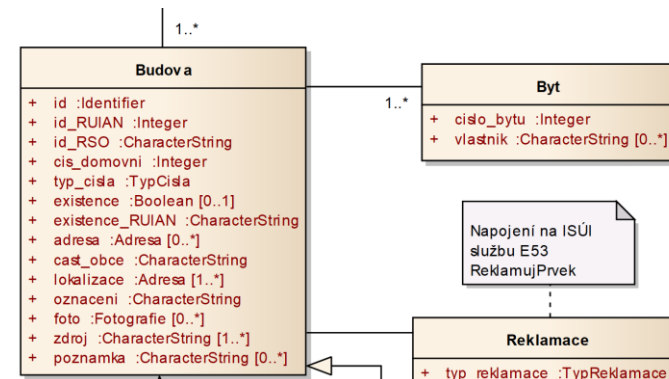 1..*
Budova
+ id :Identifier
+ id_RUIAN :Integer
+ id_RSO :CharacterString
+ cis_domovni :Integer
+ typ_cisla :TypCisla
+ existence :Boolean [0..1]
+ existence_RUIAN :CharacterString
+ adresa :Adresa [0..*]
+ cast_obce :CharacterString
+ lokalizace :Adresa [1..*]
+ oznaceni :CharacterString
+ foto :Fotografie [0..*]
+ zdroj :CharacterString [1..*]
+ poznamka :CharacterString [0..*]
1..*
Byt
+ cislo_bytu :Integer
+ vlastnik :CharacterString [0..*]
Napojení na ISÚI
službu E53
ReklamujPrvek
Reklamace
+ typ_reklamace :TypReklamace